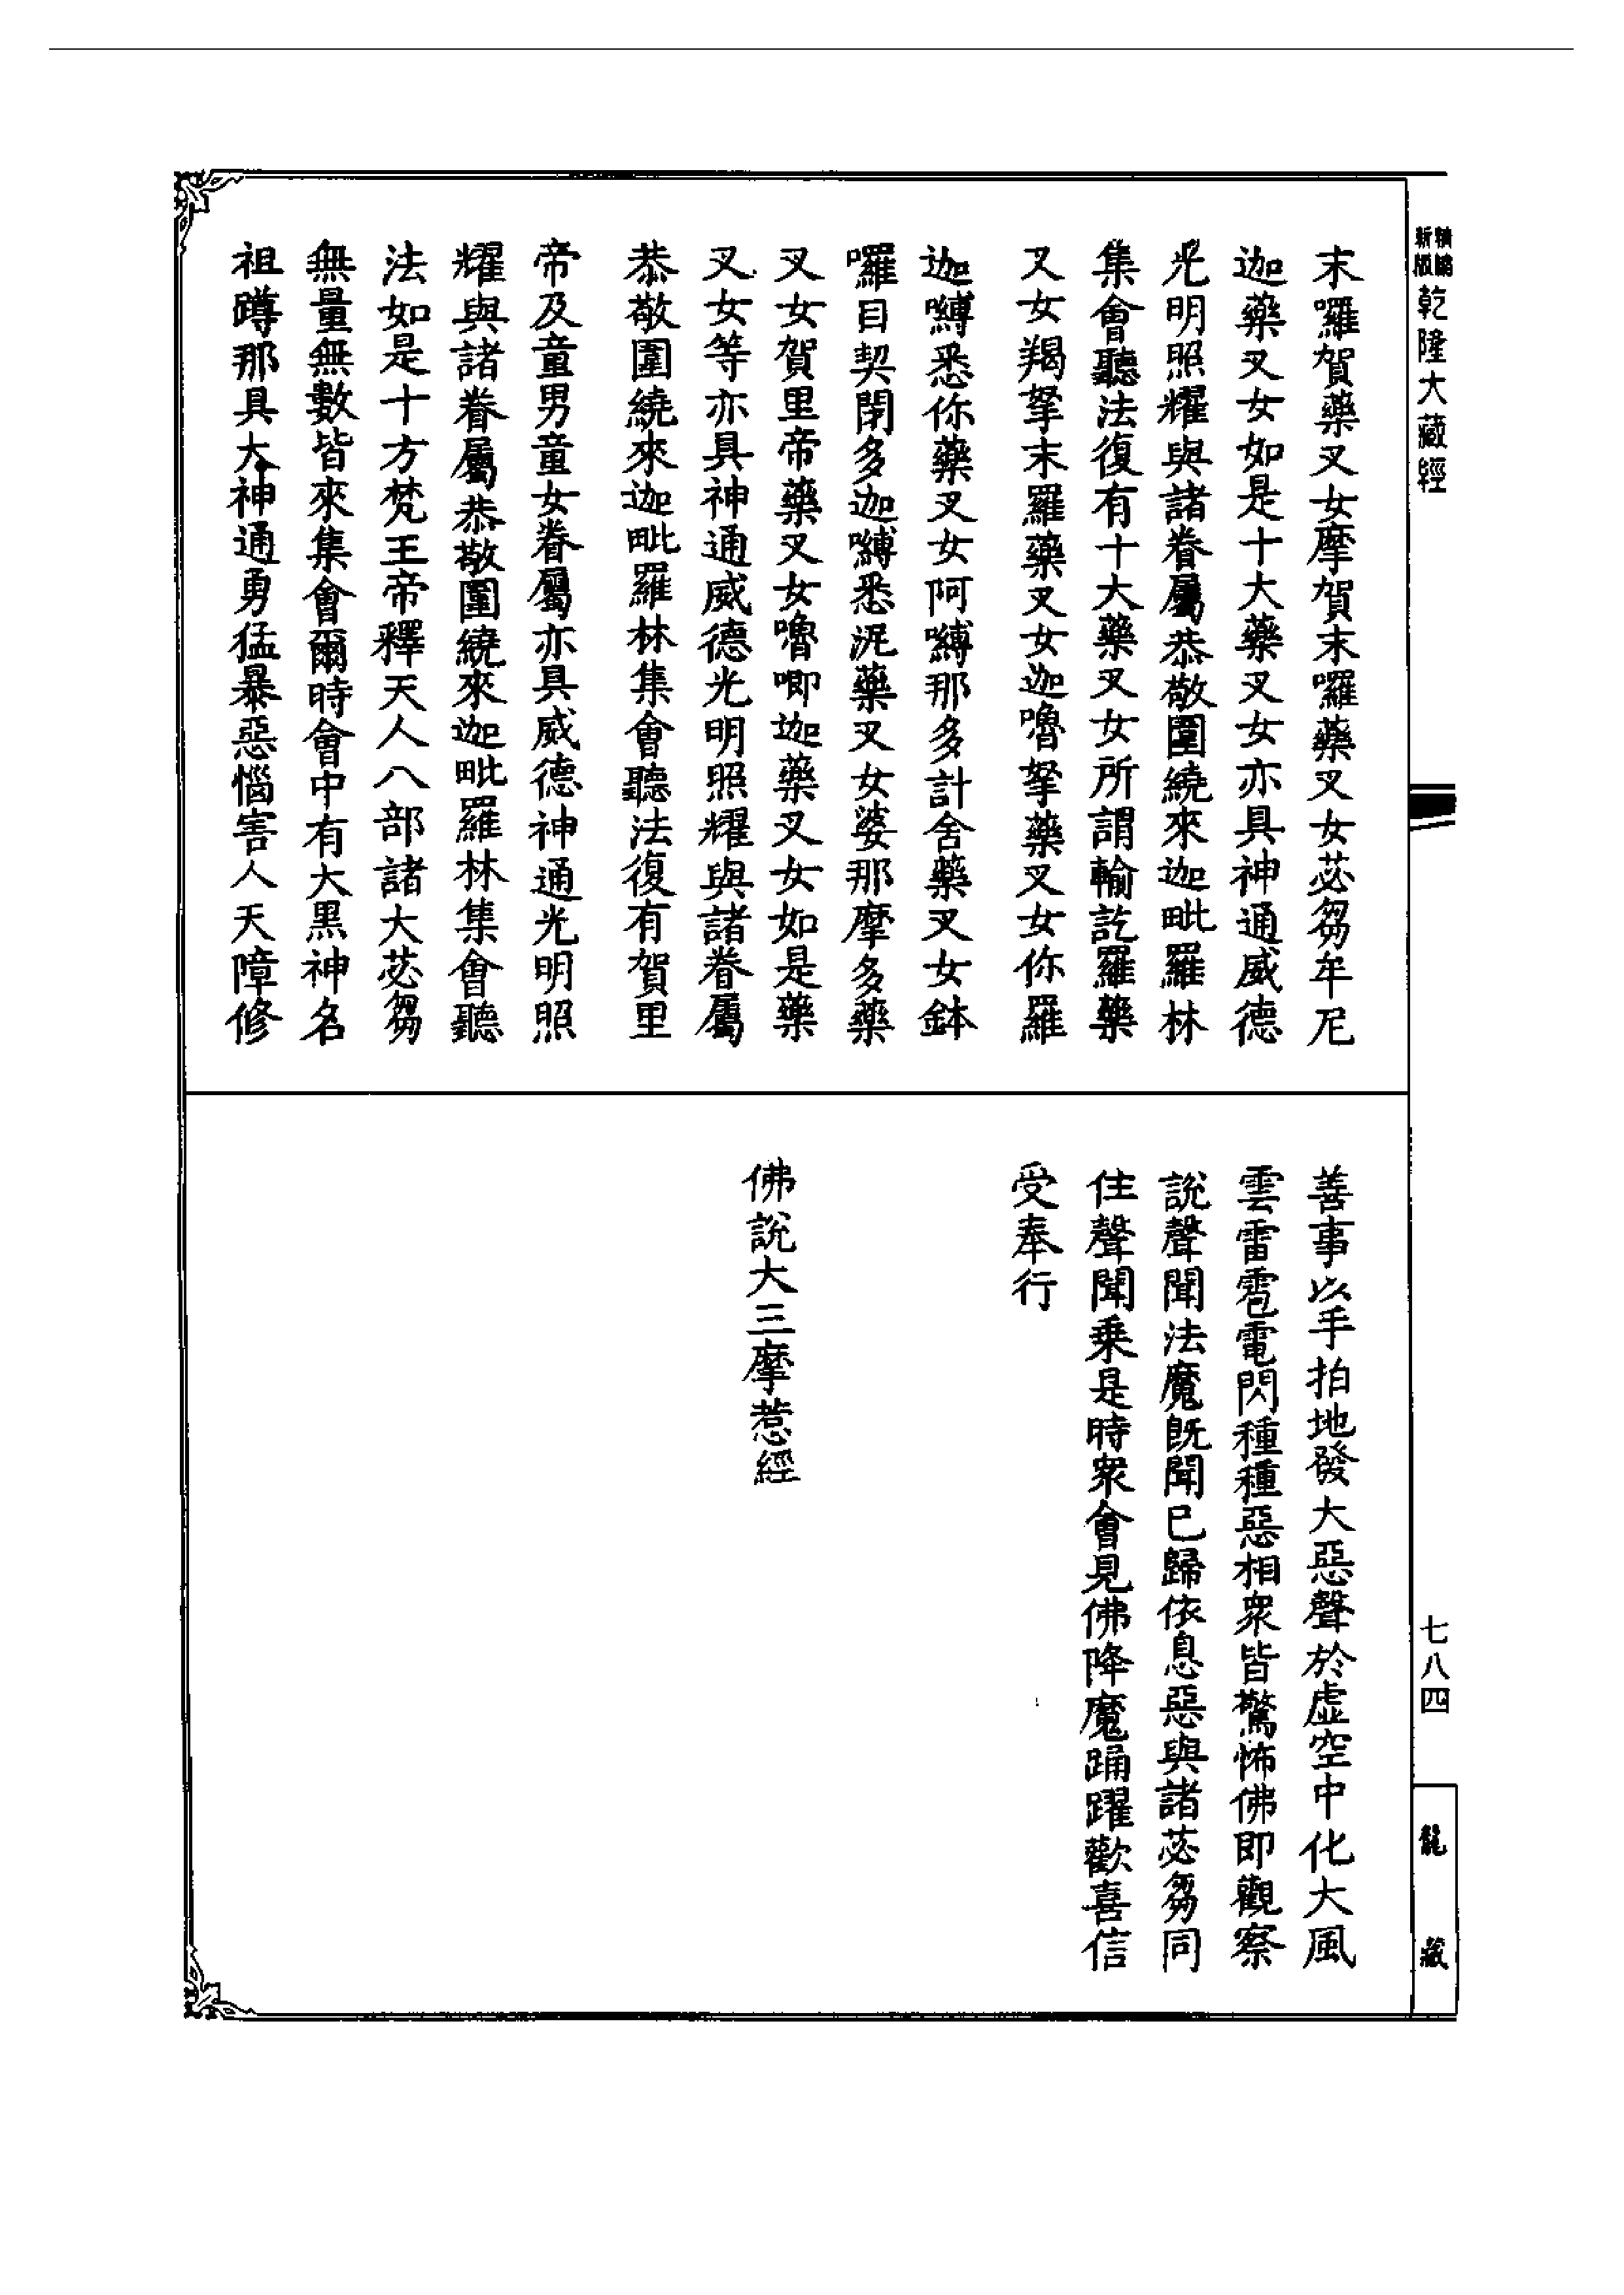 乾隆大藏經
末囉賀藥叉女摩賀末囉藥叉女苾芻牟尼
迦藥叉女如是十大藥叉女亦具神通威德
光明照耀與諸眷屬恭敬圍繞來迦毗羅林
集會聽法復有十大藥叉女所謂輸訖羅藥
叉女羯拏末羅藥叉女迦嚕拏藥叉女你羅
迦嚩悉你藥叉女阿嚩那多計舍藥叉女鉢
囉目契閉多迦嚩悉泥藥叉女婆那摩多藥
叉女賀里帝藥叉女嚕唧迦藥叉女如是藥
叉女等亦具神通威德光明照耀與諸眷屬
恭敬圍繞來迦毗羅林集會聽法復有賀里
帝及童男童女眷屬亦具威德神通光明照
耀與諸眷屬恭敬圍繞來迦毗羅林集會聽
法如是十方梵王帝釋天人八部諸大苾芻
無量無數皆來集會爾時會中有大黑神名
祖蹲那具大神通勇猛暴惡惱害人天障修
善事以手拍地發大惡聲於虛空中化大風
雲雷雹電閃種種惡相衆皆驚怖佛即觀察
說聲聞法魔既聞已歸依息惡與諸苾芻同
住聲聞乘是時衆會見佛降魔踊躍歡喜信
受奉行
佛說大三摩惹經
七八四
龍藏